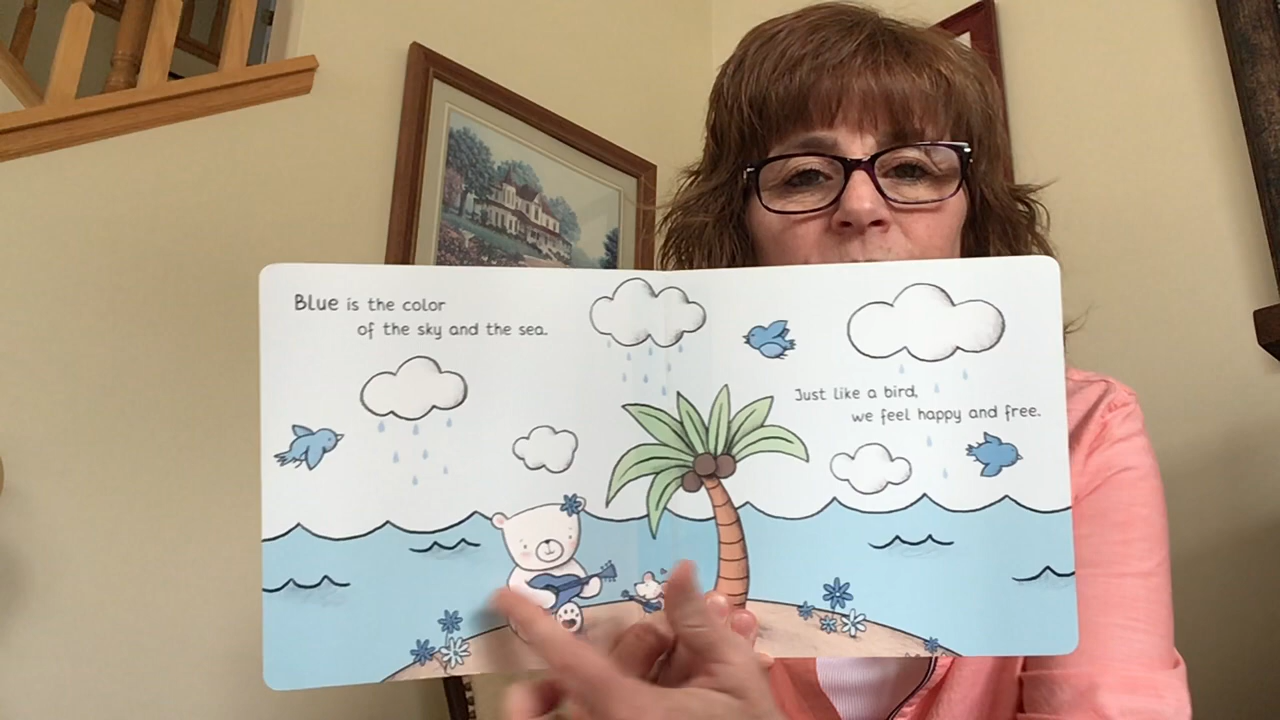 Blue is the color
of the sky and the sea.
Just like a bird,
we feel happy and free.